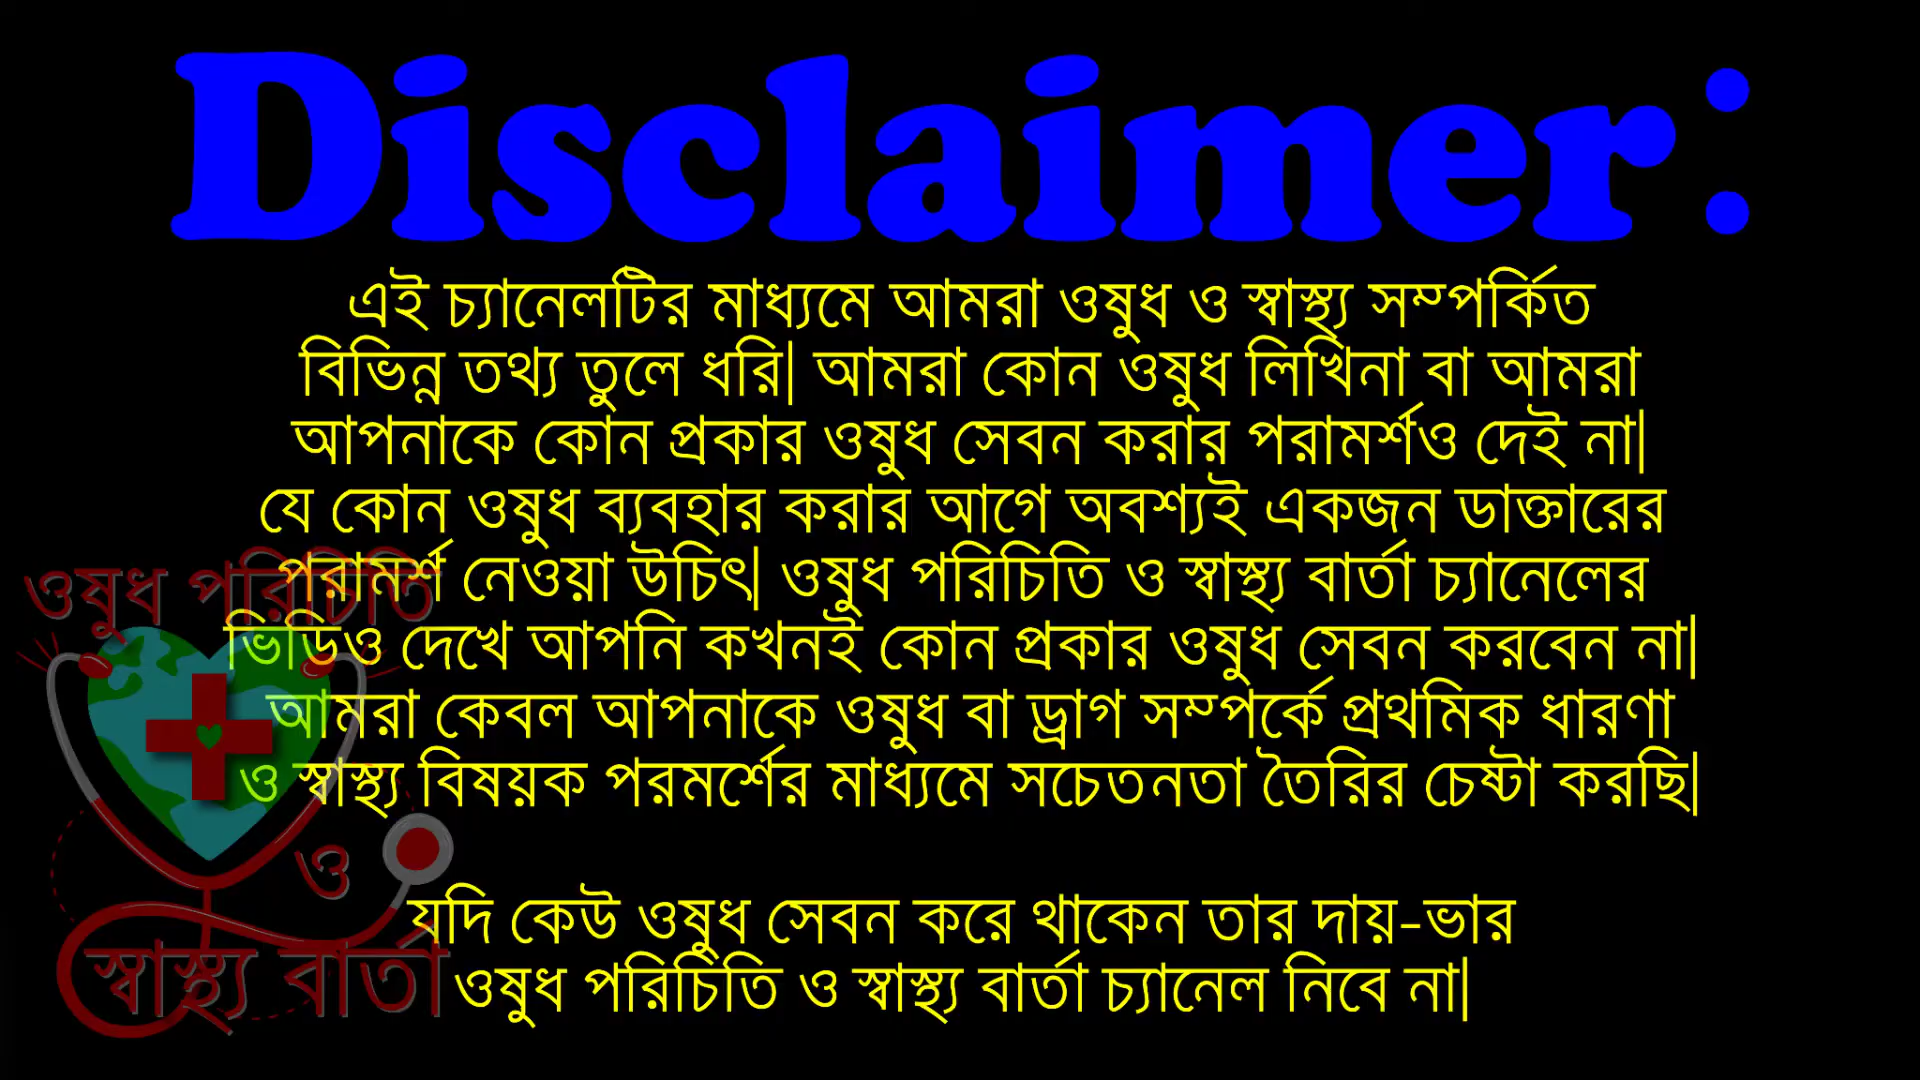 Disclaimer:
এই চ্যানেলটির মাধ্যমে আমরা ওষুধ ও স্বাস্থ্য সম্পর্কিত
বিভিন্ন তথ্য তুলে ধরি| আমরা কোন ওষুধ লিখিনা বা আমরা
আপনাকে কোন প্রকার ওষুধ সেবন করার পরামর্শও দেই না|
যে কোন ওষুধ ব্যবহার করার আগে অবশ্যই একজন ডাক্তারের
পরামর্শ নেওয়া উচিৎ| ওষুধ পরিচিতি ও স্বাস্থ্য বার্তা চ্যানেলের
ভিডিও দেখে আপনি কখনই কোন প্রকার ওষুধ সেবন করবেন না|
আমরা কেবল আপনাকে ওষুধ বা ড্রাগ সম্পর্কে প্রথমিক ধারণা
ও স্বাস্থ্য বিষয়ক পরমর্শের মাধ্যমে সচেতনতা তৈরির চেষ্টা করছি|
যদি কেউ ওষুধ সেবন করে থাকেন তার দায়-ভার
ওষুধ পরিচিতি ও স্বাস্থ্য বার্তা চ্যানেল নিবে না|
ওষুধ পরিচিতি
ও
স্বাস্থ্য বার্তা